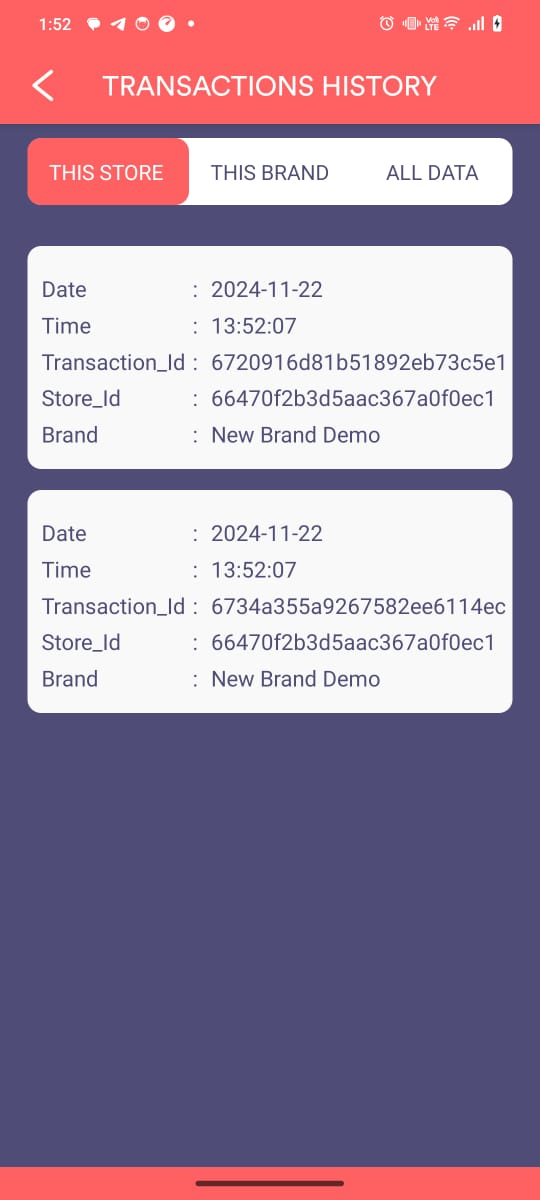 1:52
VoLTE
TRANSACTIONS HISTORY
THIS STORE THIS BRAND ALL DATA
Date : 2024-11-22
Time : 13:52:07
Transaction_Id : 6720916d81b51892eb73c5e1
Store_Id : 66470f2b3d5aac367a0f0ec1
Brand : New Brand Demo
Date : 2024-11-22
Time : 13:52:07
Transaction_Id : 6734a355a9267582ee6114ec
Store_Id : 66470f2b3d5aac367a0f0ec1
Brand : New Brand Demo